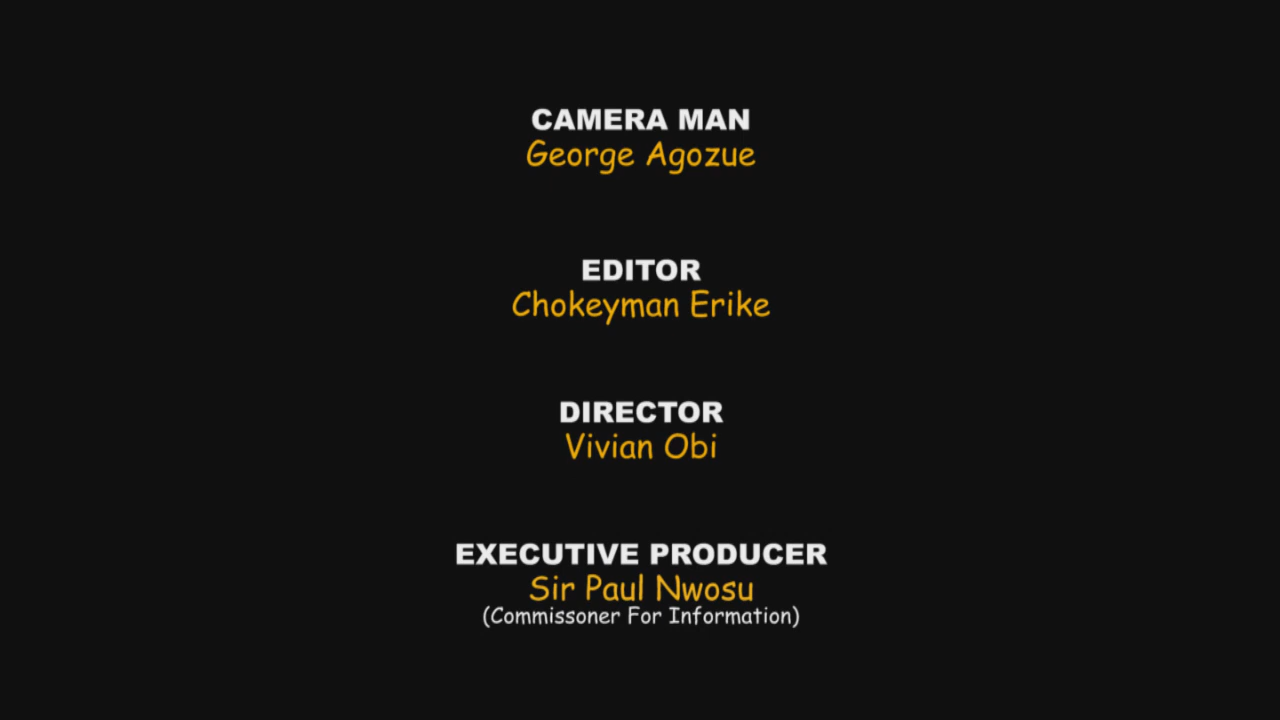 CAMERA MAN
George Agozue
EDITOR
Chokeyman Erike
DIRECTOR
Vivian Obi
EXECUTIVE PRODUCER
Sir Paul Nwosu
(Commissoner For Information)